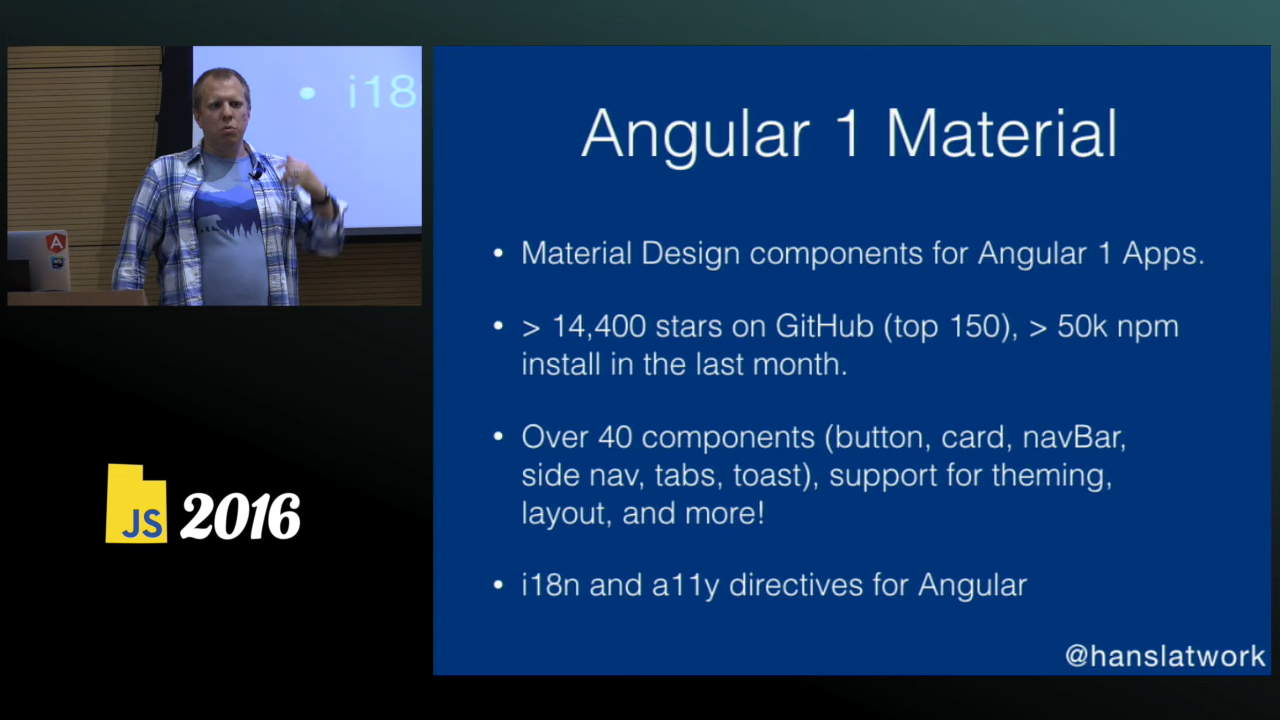 i18
A
Angular 1 Material
• Material Design components for Angular 1 Apps.
• > 14,400 stars on GitHub (top 150), > 50k npm
install in the last month.
• Over 40 components (button, card, navBar,
side nav, tabs, toast), support for theming,
layout, and more!
• i18n and a11y directives for Angular
@hanslatwork
JS 2016